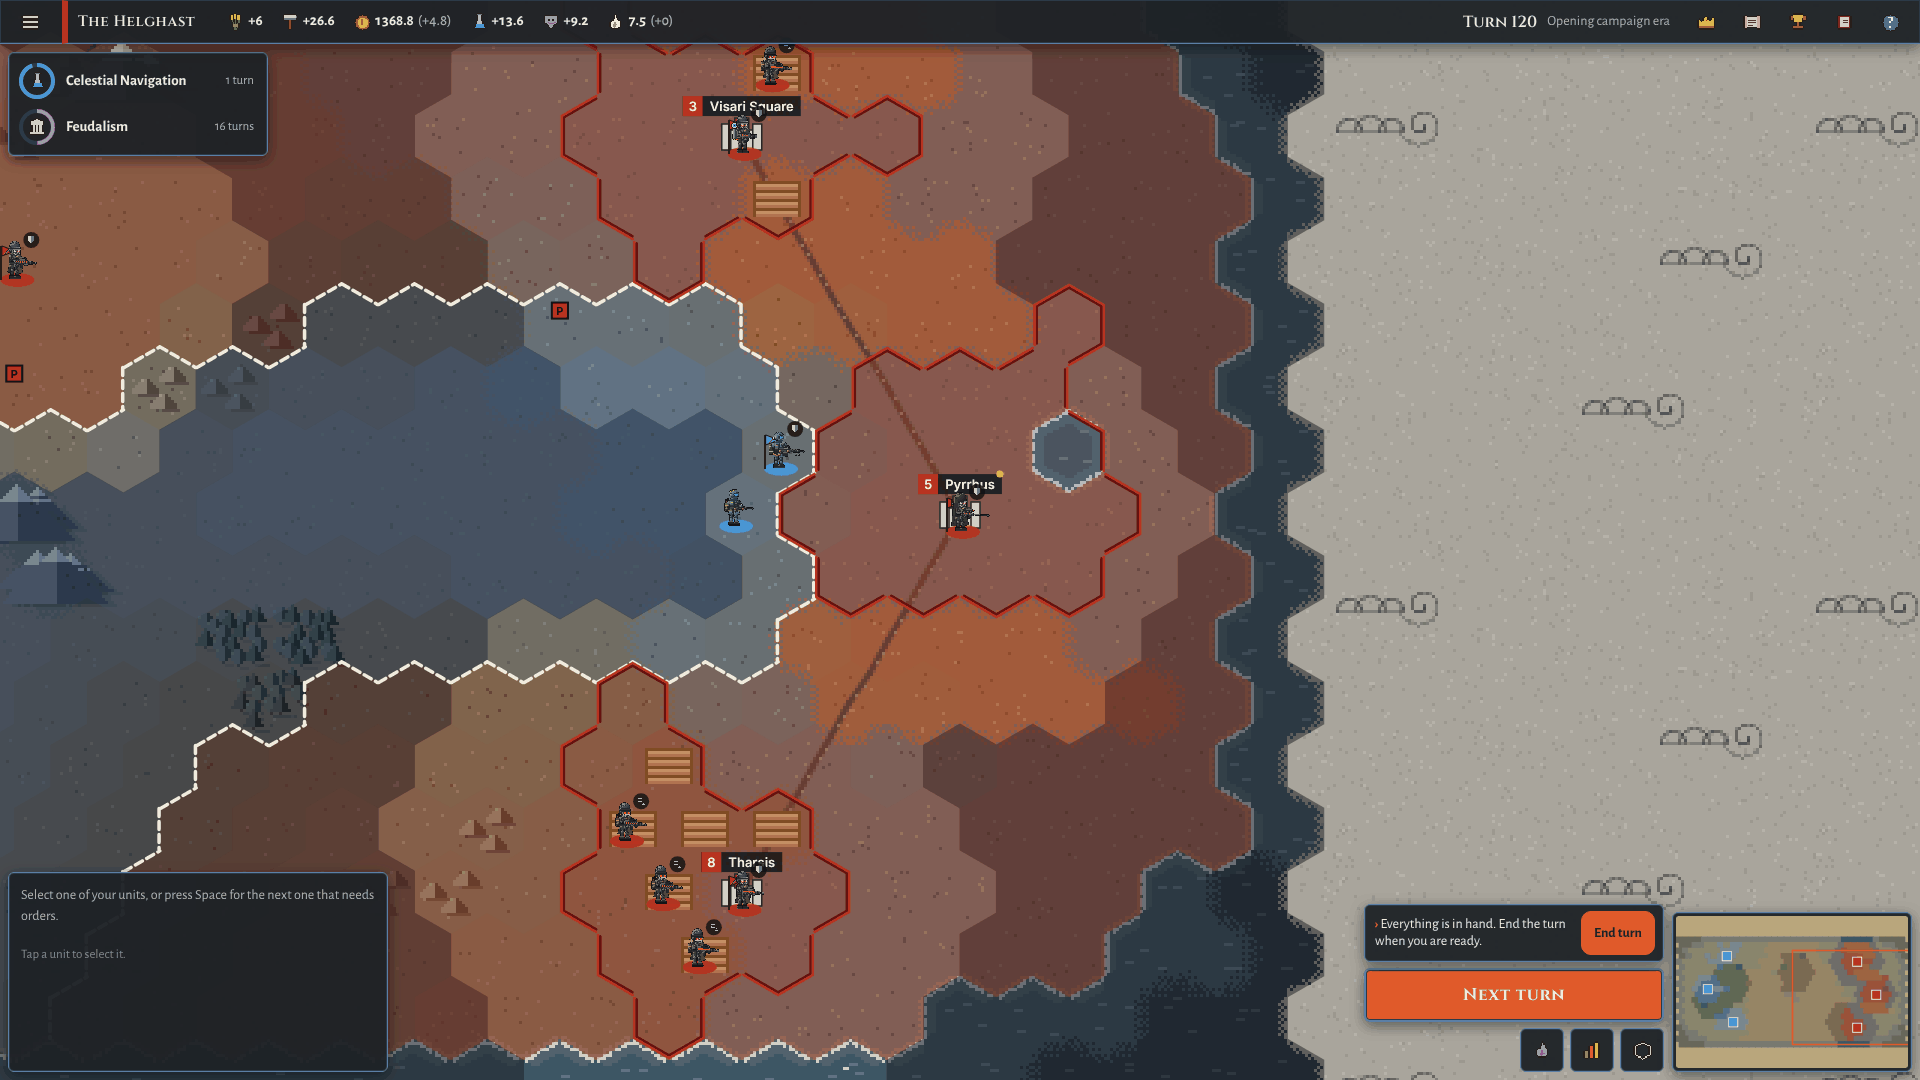 The Helghast
+6
+26.6
1368.8 (+4.8)
+13.6
+9.2
7.5 (+0)
Turn 120
Opening campaign era
?
Celestial Navigation
1 turn
Feudalism
16 turns
3 Visari Square
P
P
5 Pyrrhus
8 Tharsis
Select one of your units, or press Space for the next one that needs
orders.
Tap a unit to select it.
› Everything is in hand. End the turn
when you are ready.
End turn
Next turn